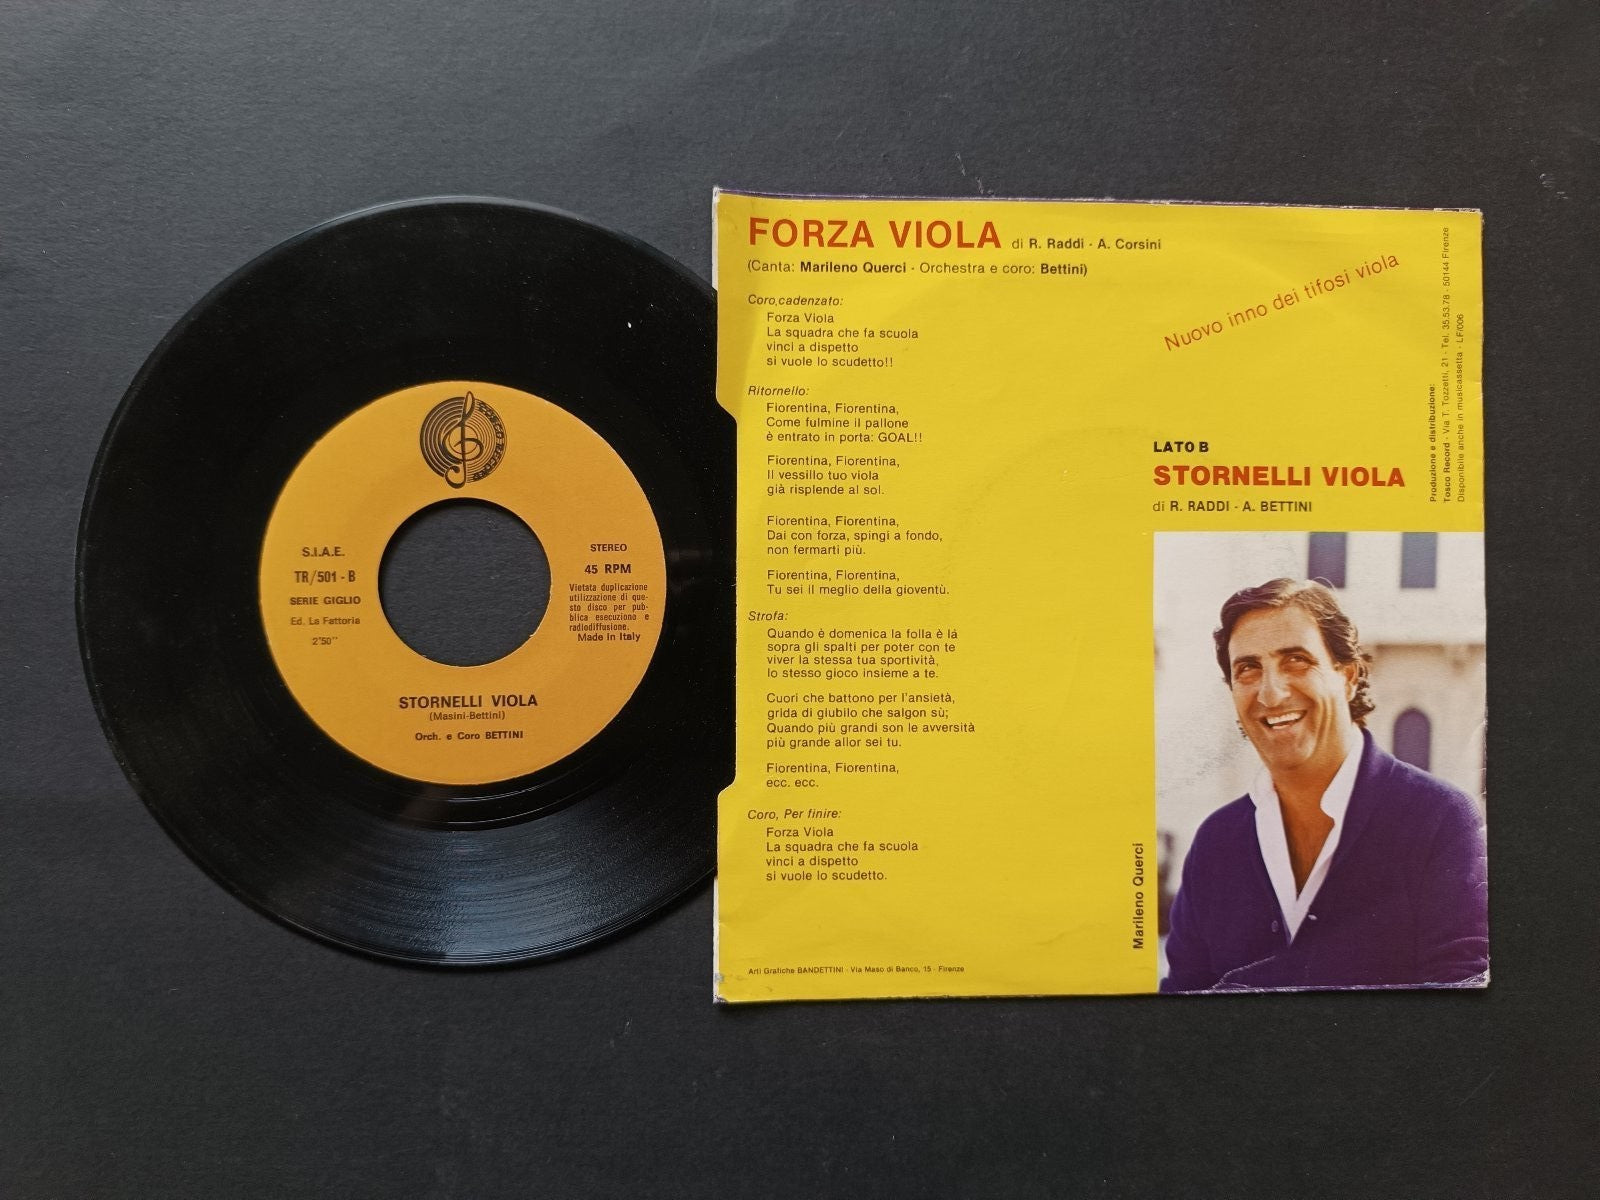 TOSCO RECORD
S.I.A.E.
TR/501 - B
SERIE GIGLIO
Ed. La Fattoria
2'50''
STEREO
45 RPM
Vietata duplicazione
utilizzazione di que-
sto disco per pub-
blica esecuzione e
radiodiffusione.
Made in Italy
STORNELLI VIOLA
(Masini-Bettini)
Orch. e Coro BETTINI
FORZA VIOLA di R. Raddi - A. Corsini
(Canta: Marileno Querci - Orchestra e coro: Bettini)
Coro,cadenzato:
Forza Viola
La squadra che fa scuola
vinci a dispetto
si vuole lo scudetto!!
Ritornello:
Fiorentina, Fiorentina,
Come fulmine il pallone
è entrato in porta: GOAL!!
Fiorentina, Fiorentina,
Il vessillo tuo viola
già risplende al sol.
Fiorentina, Fiorentina,
Dai con forza, spingi a fondo,
non fermarti più.
Fiorentina, Fiorentina,
Tu sei il meglio della gioventù.
Strofa:
Quando è domenica la folla è lá
sopra gli spalti per poter con te
viver la stessa tua sportività,
lo stesso gioco insieme a te.
Cuori che battono per l'ansietà,
grida di giubilo che salgon sù;
Quando più grandi son le avversità
più grande allor sei tu.
Fiorentina, Fiorentina,
ecc. ecc.
Coro, Per finire:
Forza Viola
La squadra che fa scuola
vinci a dispetto
si vuole lo scudetto.
Arti Grafiche BANDETTINI - Via Maso di Banco, 15 - Firenze
Nuovo inno dei tifosi viola
Produzione e distribuzione:
Tosco Record - Via T. Tozzetti, 21 - Tel. 35.53.78 - 50144 Firenze
Disponibile anche in musicassetta - LF/006
LATO B
STORNELLI VIOLA
di R. RADDI - A. BETTINI
Marileno Querci